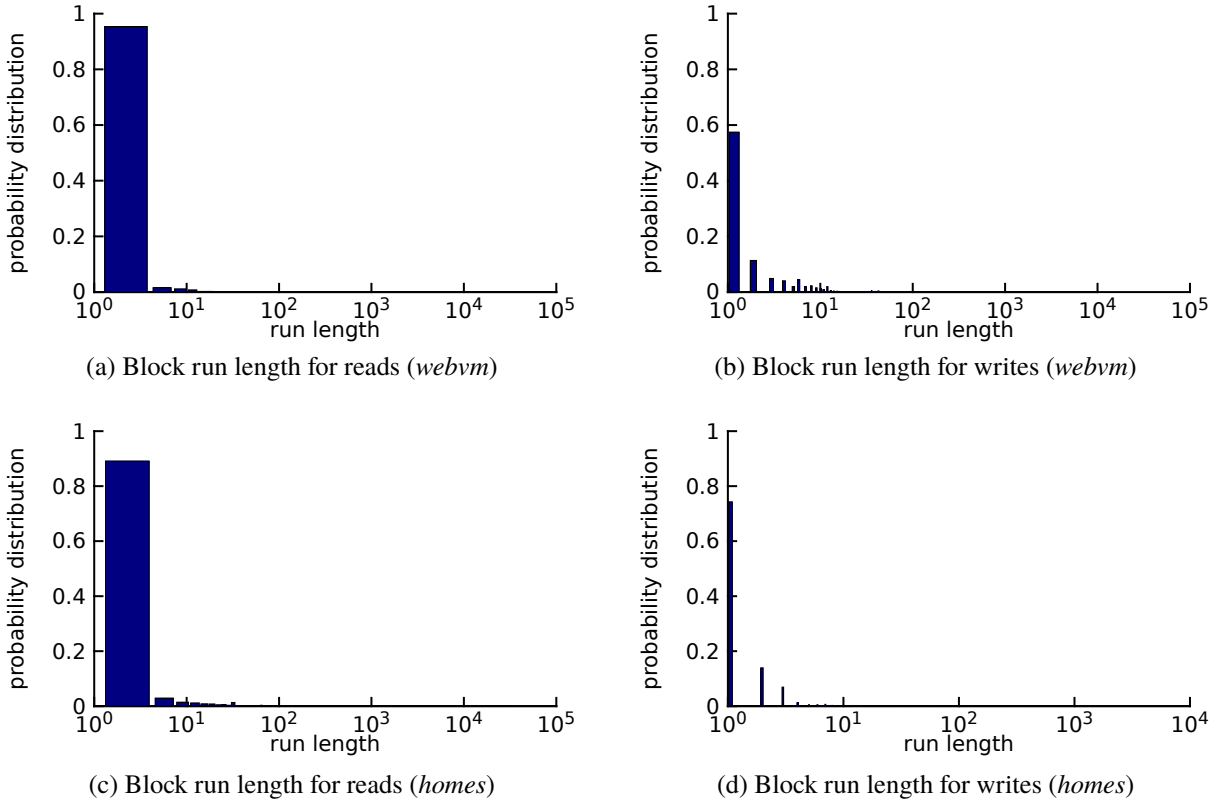 1
0.8
0.6
0.4
0.2
0
probability distribution
10^0 10^1 10^2 10^3 10^4 10^5
run length
(a) Block run length for reads (webvm)
1
0.8
0.6
0.4
0.2
0
probability distribution
10^0 10^1 10^2 10^3 10^4 10^5
run length
(b) Block run length for writes (webvm)
1
0.8
0.6
0.4
0.2
0
probability distribution
10^0 10^1 10^2 10^3 10^4 10^5
run length
(c) Block run length for reads (homes)
1
0.8
0.6
0.4
0.2
0
probability distribution
10^0 10^1 10^2 10^3 10^4
run length
(d) Block run length for writes (homes)